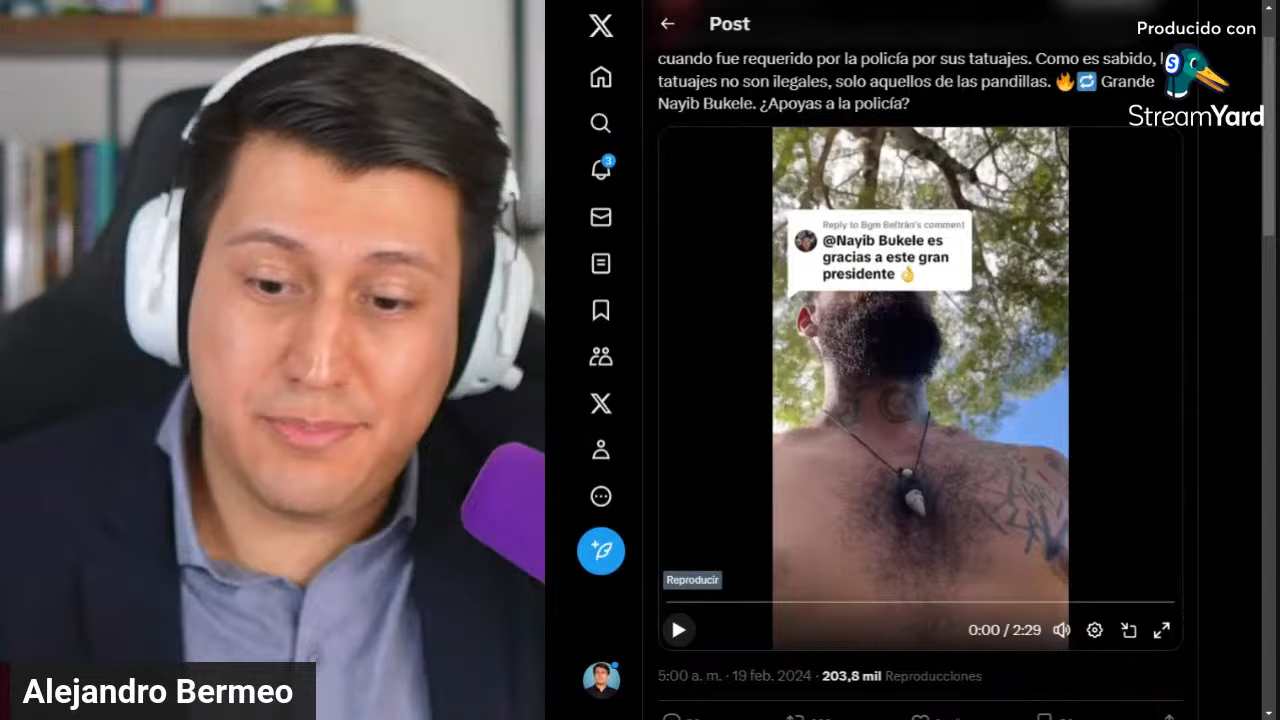 Post
Producido con
StreamYard
cuando fue requerido por la policía por sus tatuajes. Como es sabido,
tatuajes no son ilegales, solo aquellos de las pandillas. 🔥🔁 Grande
Nayib Bukele. ¿Apoyas a la policía?
3
Reply to Bgm Beltrán's comment
@Nayib Bukele es
gracias a este gran
presidente 👌
Reproducir
0:00 / 2:29
5:00 a. m. · 19 feb. 2024 · 203,8 mil Reproducciones
Alejandro Bermeo